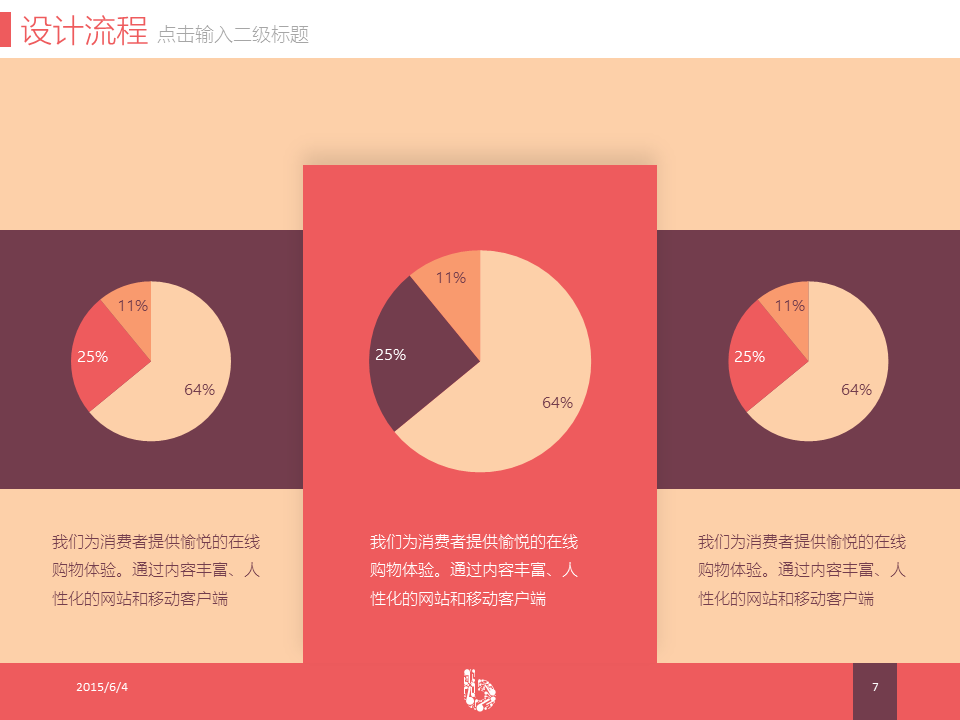 设计流程 点击输入二级标题
11%
25%
64%
11%
25%
64%
11%
25%
64%
我们为消费者提供愉悦的在线
购物体验。通过内容丰富、人
性化的网站和移动客户端
我们为消费者提供愉悦的在线
购物体验。通过内容丰富、人
性化的网站和移动客户端
我们为消费者提供愉悦的在线
购物体验。通过内容丰富、人
性化的网站和移动客户端
2015/6/4
b
7